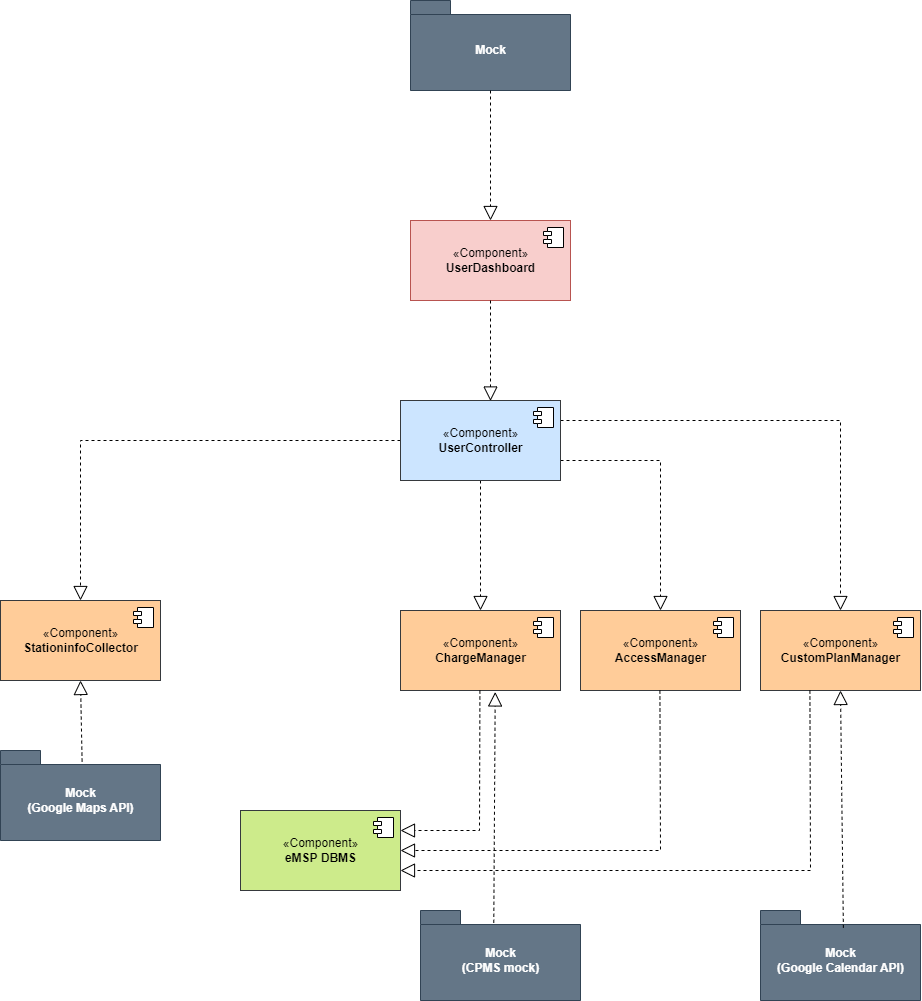 Mock
«Component»
UserDashboard
«Component»
UserController
«Component»
StationinfoCollector
«Component»
ChargeManager
«Component»
AccessManager
«Component»
CustomPlanManager
Mock
(Google Maps API)
«Component»
eMSP DBMS
Mock
(CPMS mock)
Mock
(Google Calendar API)